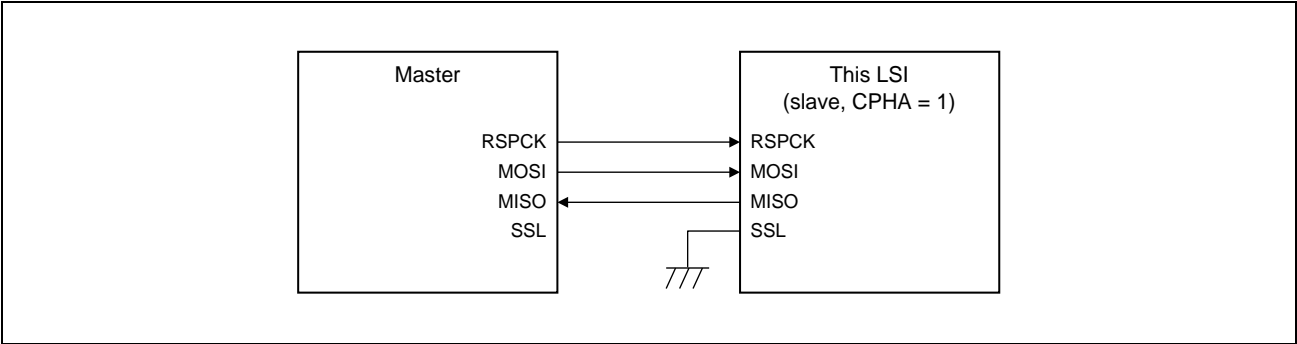 Master
This LSI
(slave, CPHA = 1)
RSPCK
RSPCK
MOSI
MOSI
MISO
MISO
SSL
SSL